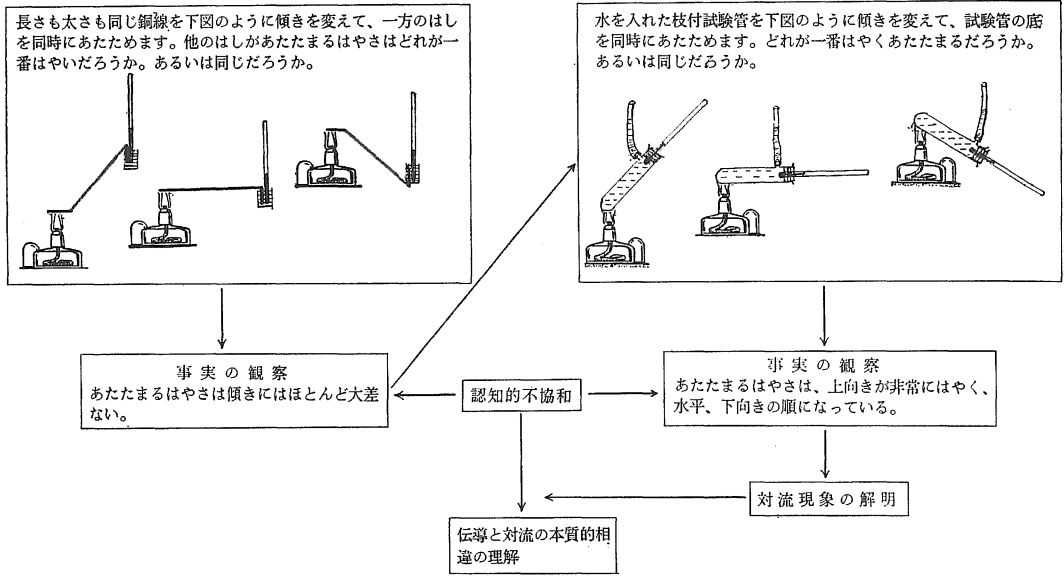 長さも太さも同じ銅線を下図のように傾きを変えて、一方のはし
を同時にあたためます。他のはしがあたたまるはやさはどれが一
番はやいだろうか。あるいは同じだろうか。
水を入れた枝付試験管を下図のように傾きを変えて、試験管の底
を同時にあたためます。どれが一番はやくあたたまるだろうか。
あるいは同じだろうか。
事実の観察
あたたまるはやさは傾きにはほとんど大差
ない。
認知的不協和
事実の観察
あたたまるはやさは、上向きが非常にはやく、
水平、下向きの順になっている。
対流現象の解明
伝導と対流の本質的相
違の理解